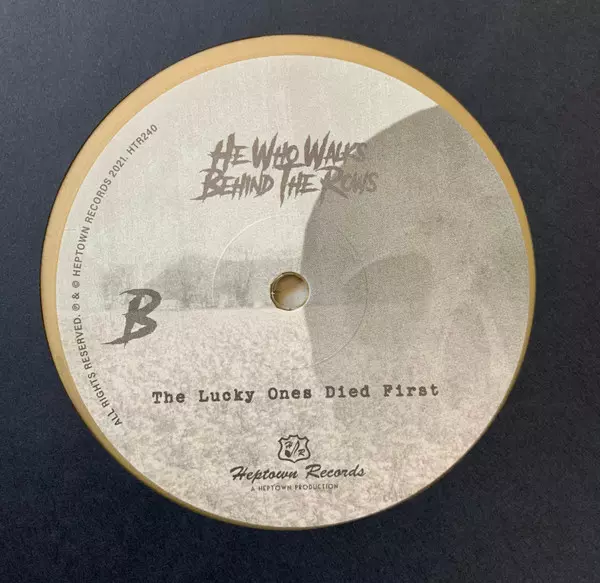 He Who Walks
Behind The Rows
ALL RIGHTS RESERVED. ℗ & © HEPTOWN RECORDS 2021. HTR240
B
The Lucky Ones Died First
H R
Heptown Records
A HEPTOWN PRODUCTION